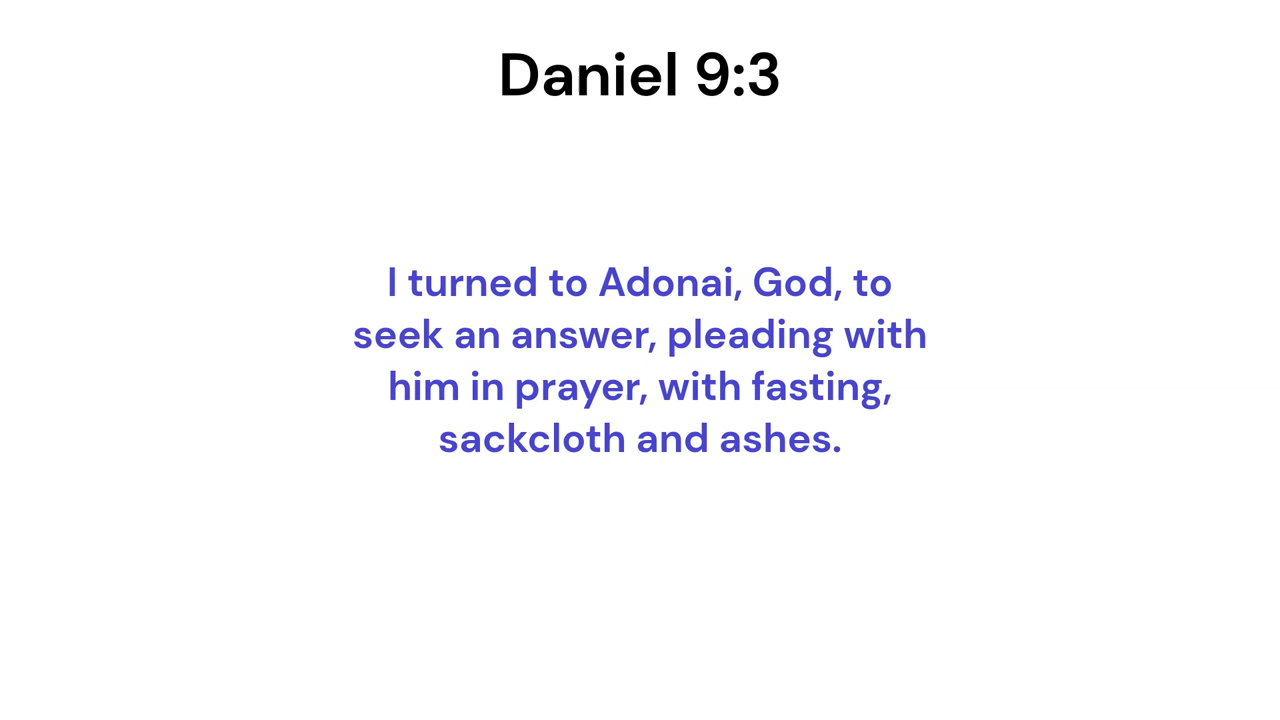 Daniel 9:3
I turned to Adonai, God, to
seek an answer, pleading with
him in prayer, with fasting,
sackcloth and ashes.